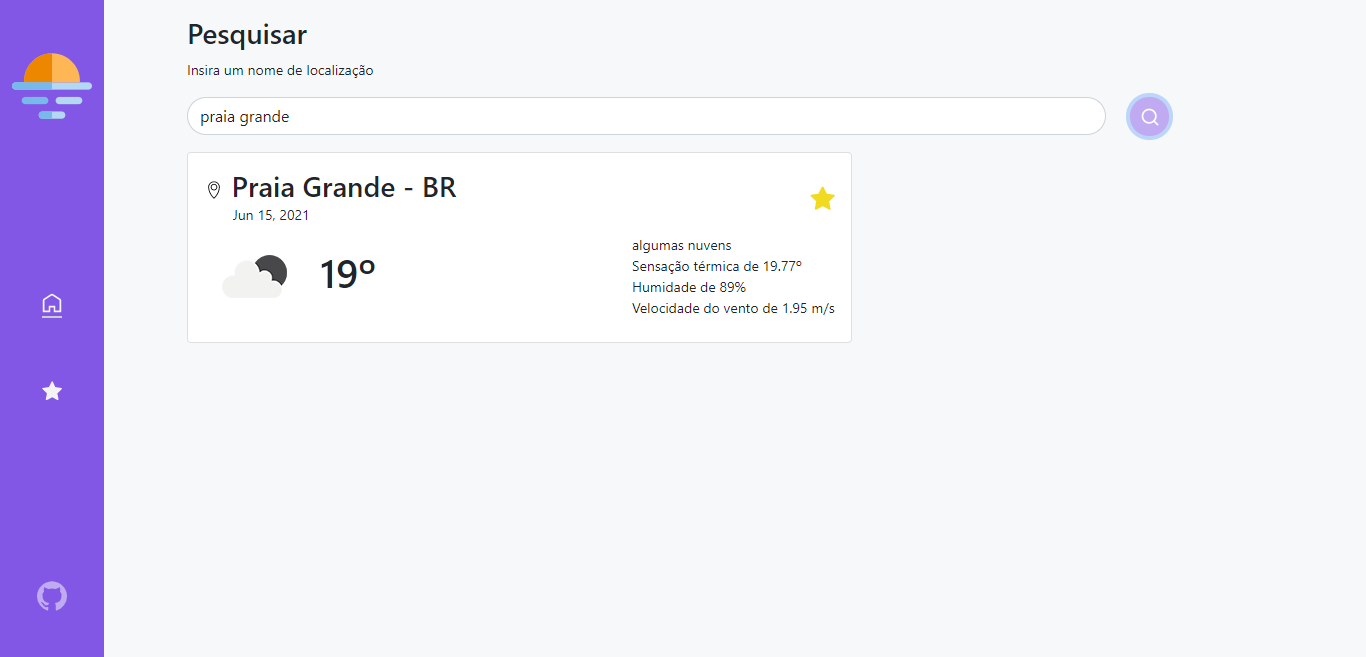 Pesquisar
Insira um nome de localização
praia grande
Praia Grande - BR
Jun 15, 2021
19º
algumas nuvens
Sensação térmica de 19.77º
Humidade de 89%
Velocidade do vento de 1.95 m/s